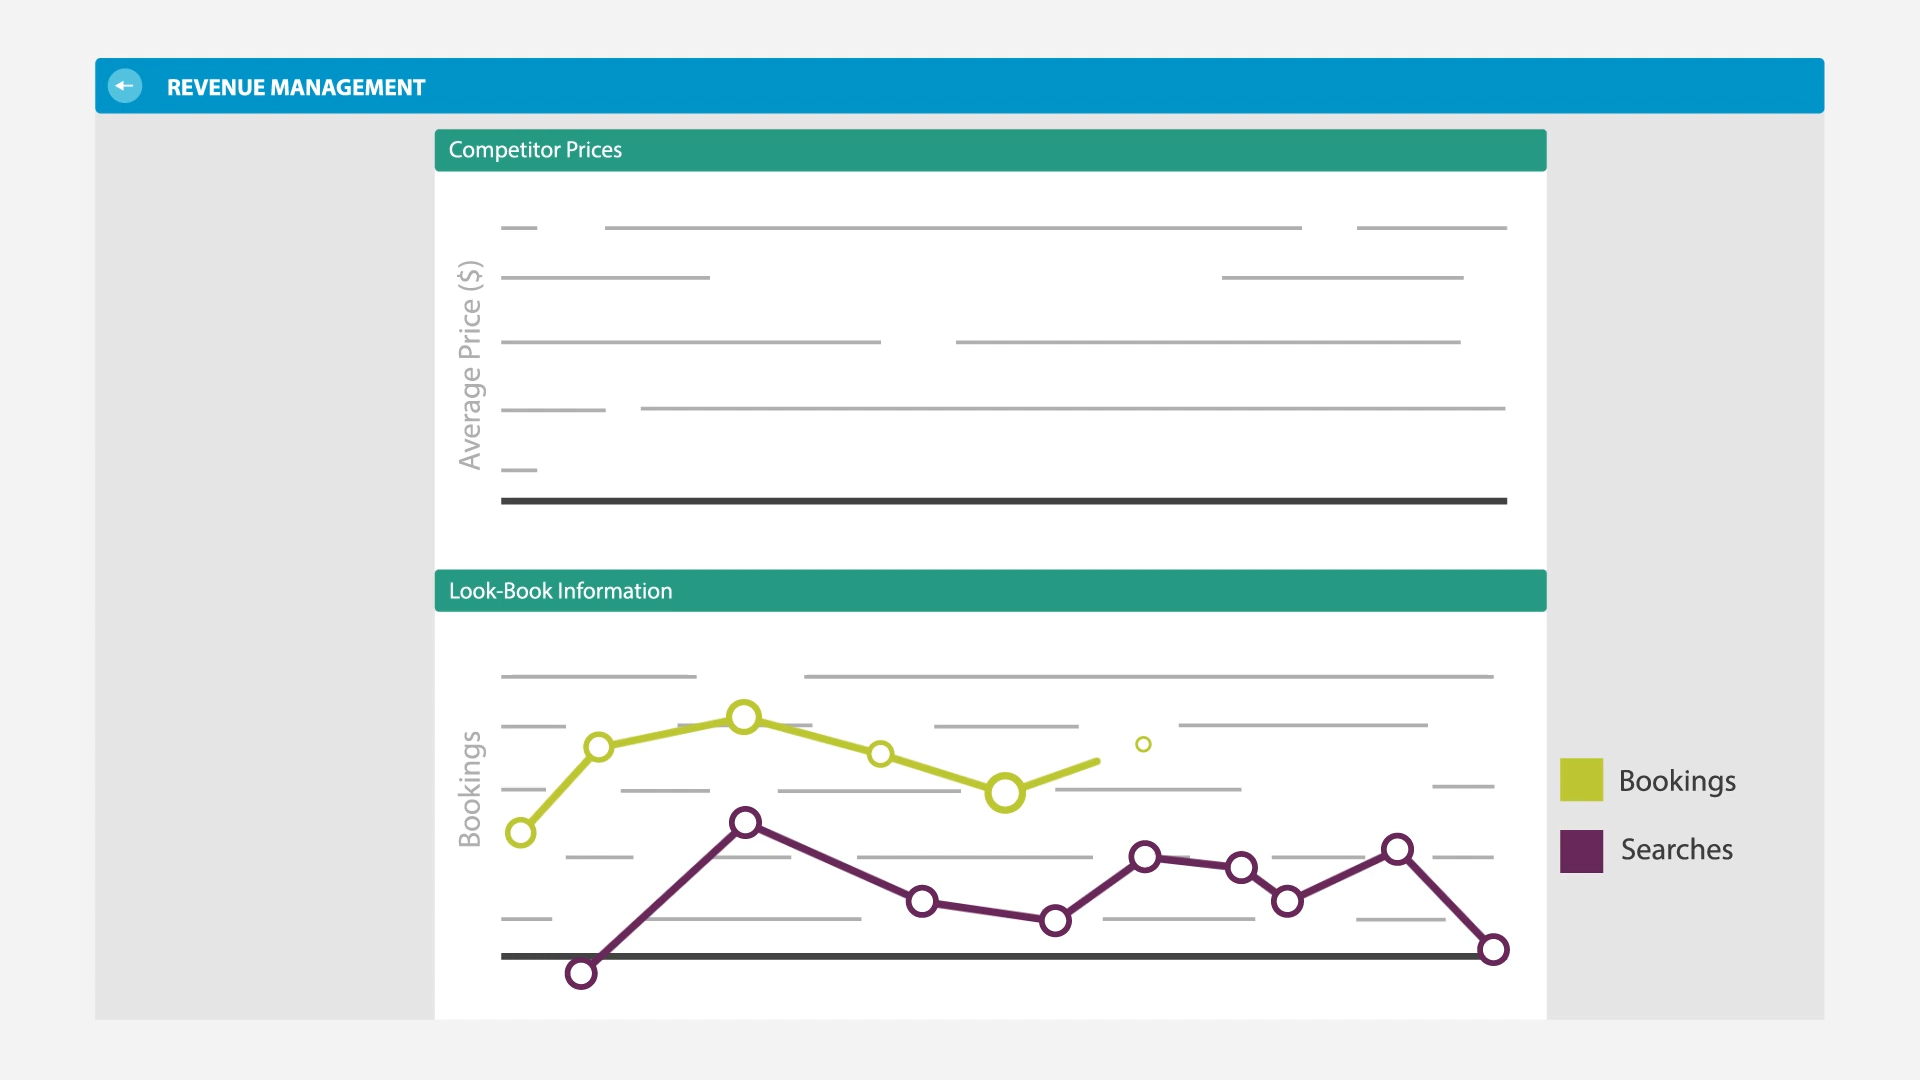 REVENUE MANAGEMENT
Competitor Prices
Average Price ($)
Look-Book Information
Bookings
Bookings
Searches